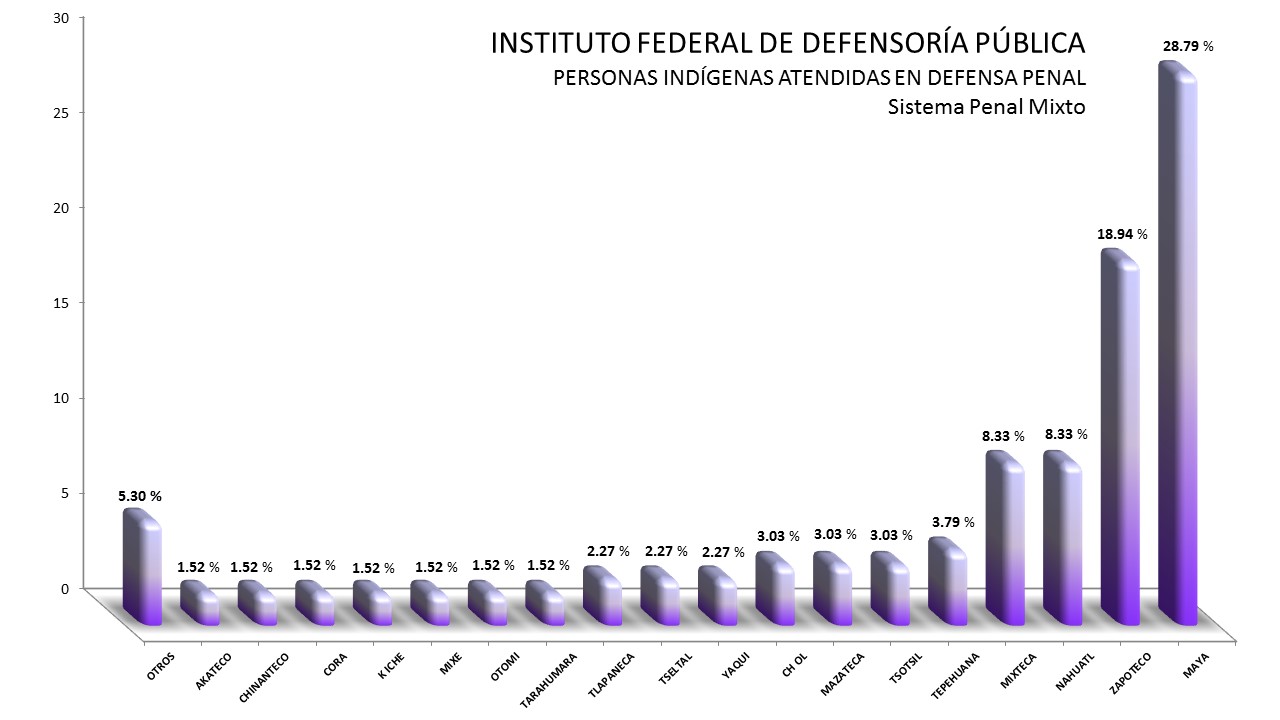 INSTITUTO FEDERAL DE DEFENSORÍA PÚBLICA
PERSONAS INDÍGENAS ATENDIDAS EN DEFENSA PENAL
Sistema Penal Mixto
30
25
20
15
10
5
0
5.30 %
1.52 %
1.52 %
1.52 %
1.52 %
1.52 %
1.52 %
1.52 %
2.27 %
2.27 %
2.27 %
3.03 %
3.03 %
3.03 %
3.79 %
8.33 %
8.33 %
18.94 %
28.79 %
OTROS
AKATECO
CHINANTECO
CORA
K ICHE
MIXE
OTOMI
TARAHUMARA
TLAPANECA
TSELTAL
YAQUI
CH OL
MAZATECA
TSOTSIL
TEPEHUANA
MIXTECA
NAHUATL
ZAPOTECO
MAYA